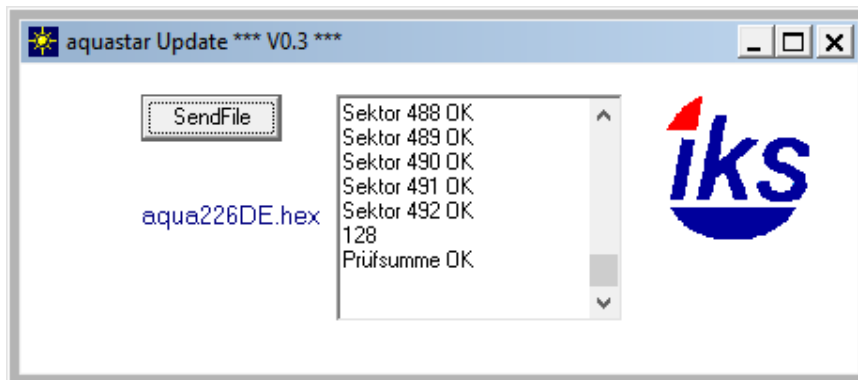 aquastar Update *** V0.3 ***
SendFile
aqua226DE.hex
Sektor 488 OK
Sektor 489 OK
Sektor 490 OK
Sektor 491 OK
Sektor 492 OK
128
Prüfsumme OK
iks